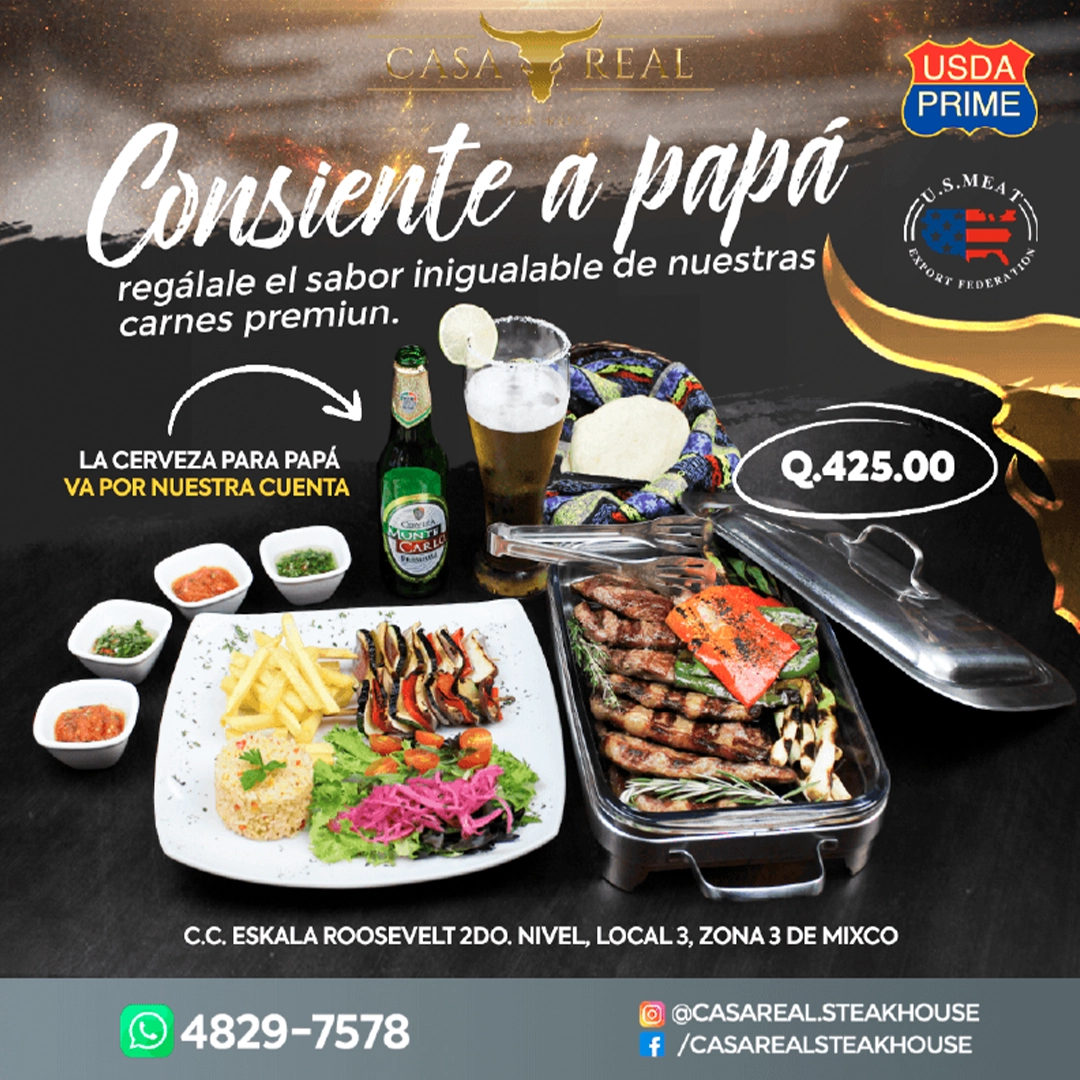 CASA REAL
USDA
PRIME
Consiente a papá
U.S. MEAT
EXPORT FEDERATION
regálale el sabor inigualable de nuestras
carnes premiun.
LA CERVEZA PARA PAPÁ
VA POR NUESTRA CUENTA
Q.425.00
CERVEZA
MONTE
CARLO
PREMIUM
C.C. ESKALA ROOSEVELT 2DO. NIVEL, LOCAL 3, ZONA 3 DE MIXCO
4829-7578
@CASAREAL.STEAKHOUSE
/CASAREALSTEAKHOUSE